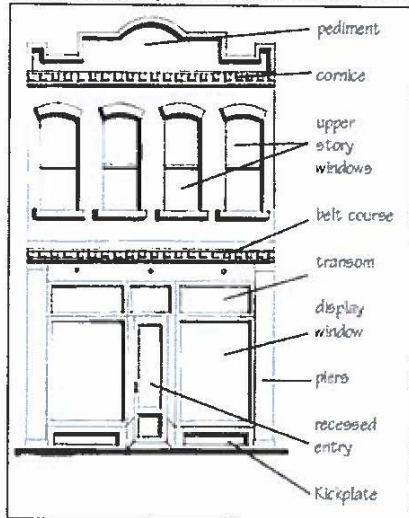 pediment
cornice
upper
story
windows
belt course
transom
display
window
piers
recessed
entry
Kickplate